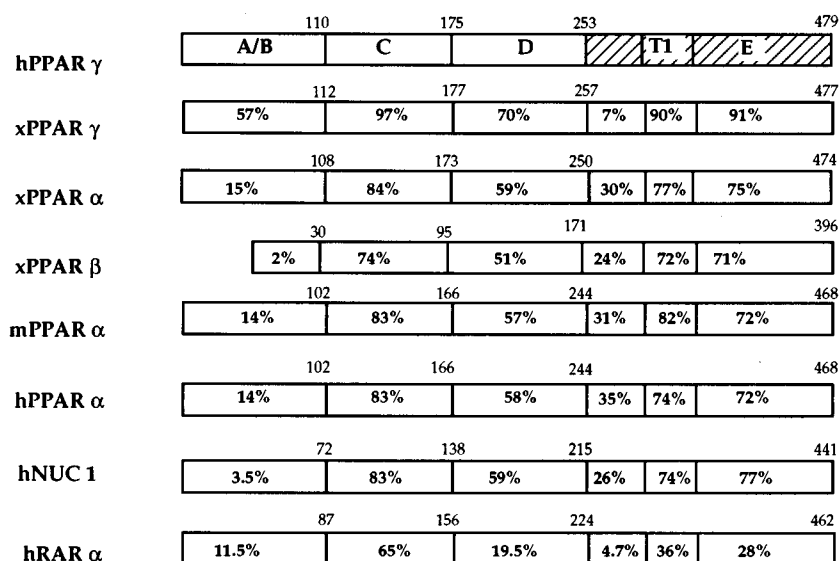 110 175 253 479
hPPAR γ A/B C D T1 E
112 177 257 477
xPPAR γ 57% 97% 70% 7% 90% 91%
108 173 250 474
xPPAR α 15% 84% 59% 30% 77% 75%
30 95 171 396
xPPAR β 2% 74% 51% 24% 72% 71%
102 166 244 468
mPPAR α 14% 83% 57% 31% 82% 72%
102 166 244 468
hPPAR α 14% 83% 58% 35% 74% 72%
72 138 215 441
hNUC 1 3.5% 83% 59% 26% 74% 77%
87 156 224 462
hRAR α 11.5% 65% 19.5% 4.7% 36% 28%